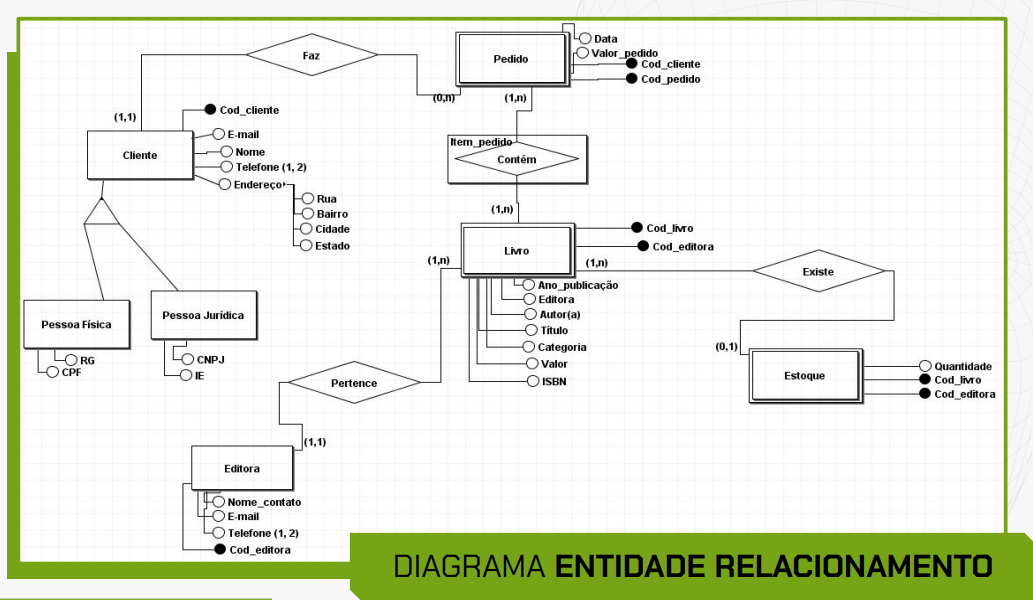 Faz
Pedido
Data
Valor_pedido
Cod_cliente
Cod_pedido
(0,n)
(1,n)
(1,1)
Cod_cliente
Cliente
E-mail
Nome
Telefone (1, 2)
Endereço
Rua
Bairro
Cidade
Estado
Item_pedido
Contém
(1,n)
Livro
Cod_livro
Cod_editora
(1,n)
(1,n)
Existe
Ano_publicação
Editora
Autor(a)
Título
Categoria
Valor
ISBN
Pessoa Física
RG
CPF
Pessoa Jurídica
CNPJ
IE
(0,1)
Estoque
Quantidade
Cod_livro
Cod_editora
Pertence
(1,1)
Editora
Nome_contato
E-mail
Telefone (1, 2)
Cod_editora
DIAGRAMA ENTIDADE RELACIONAMENTO